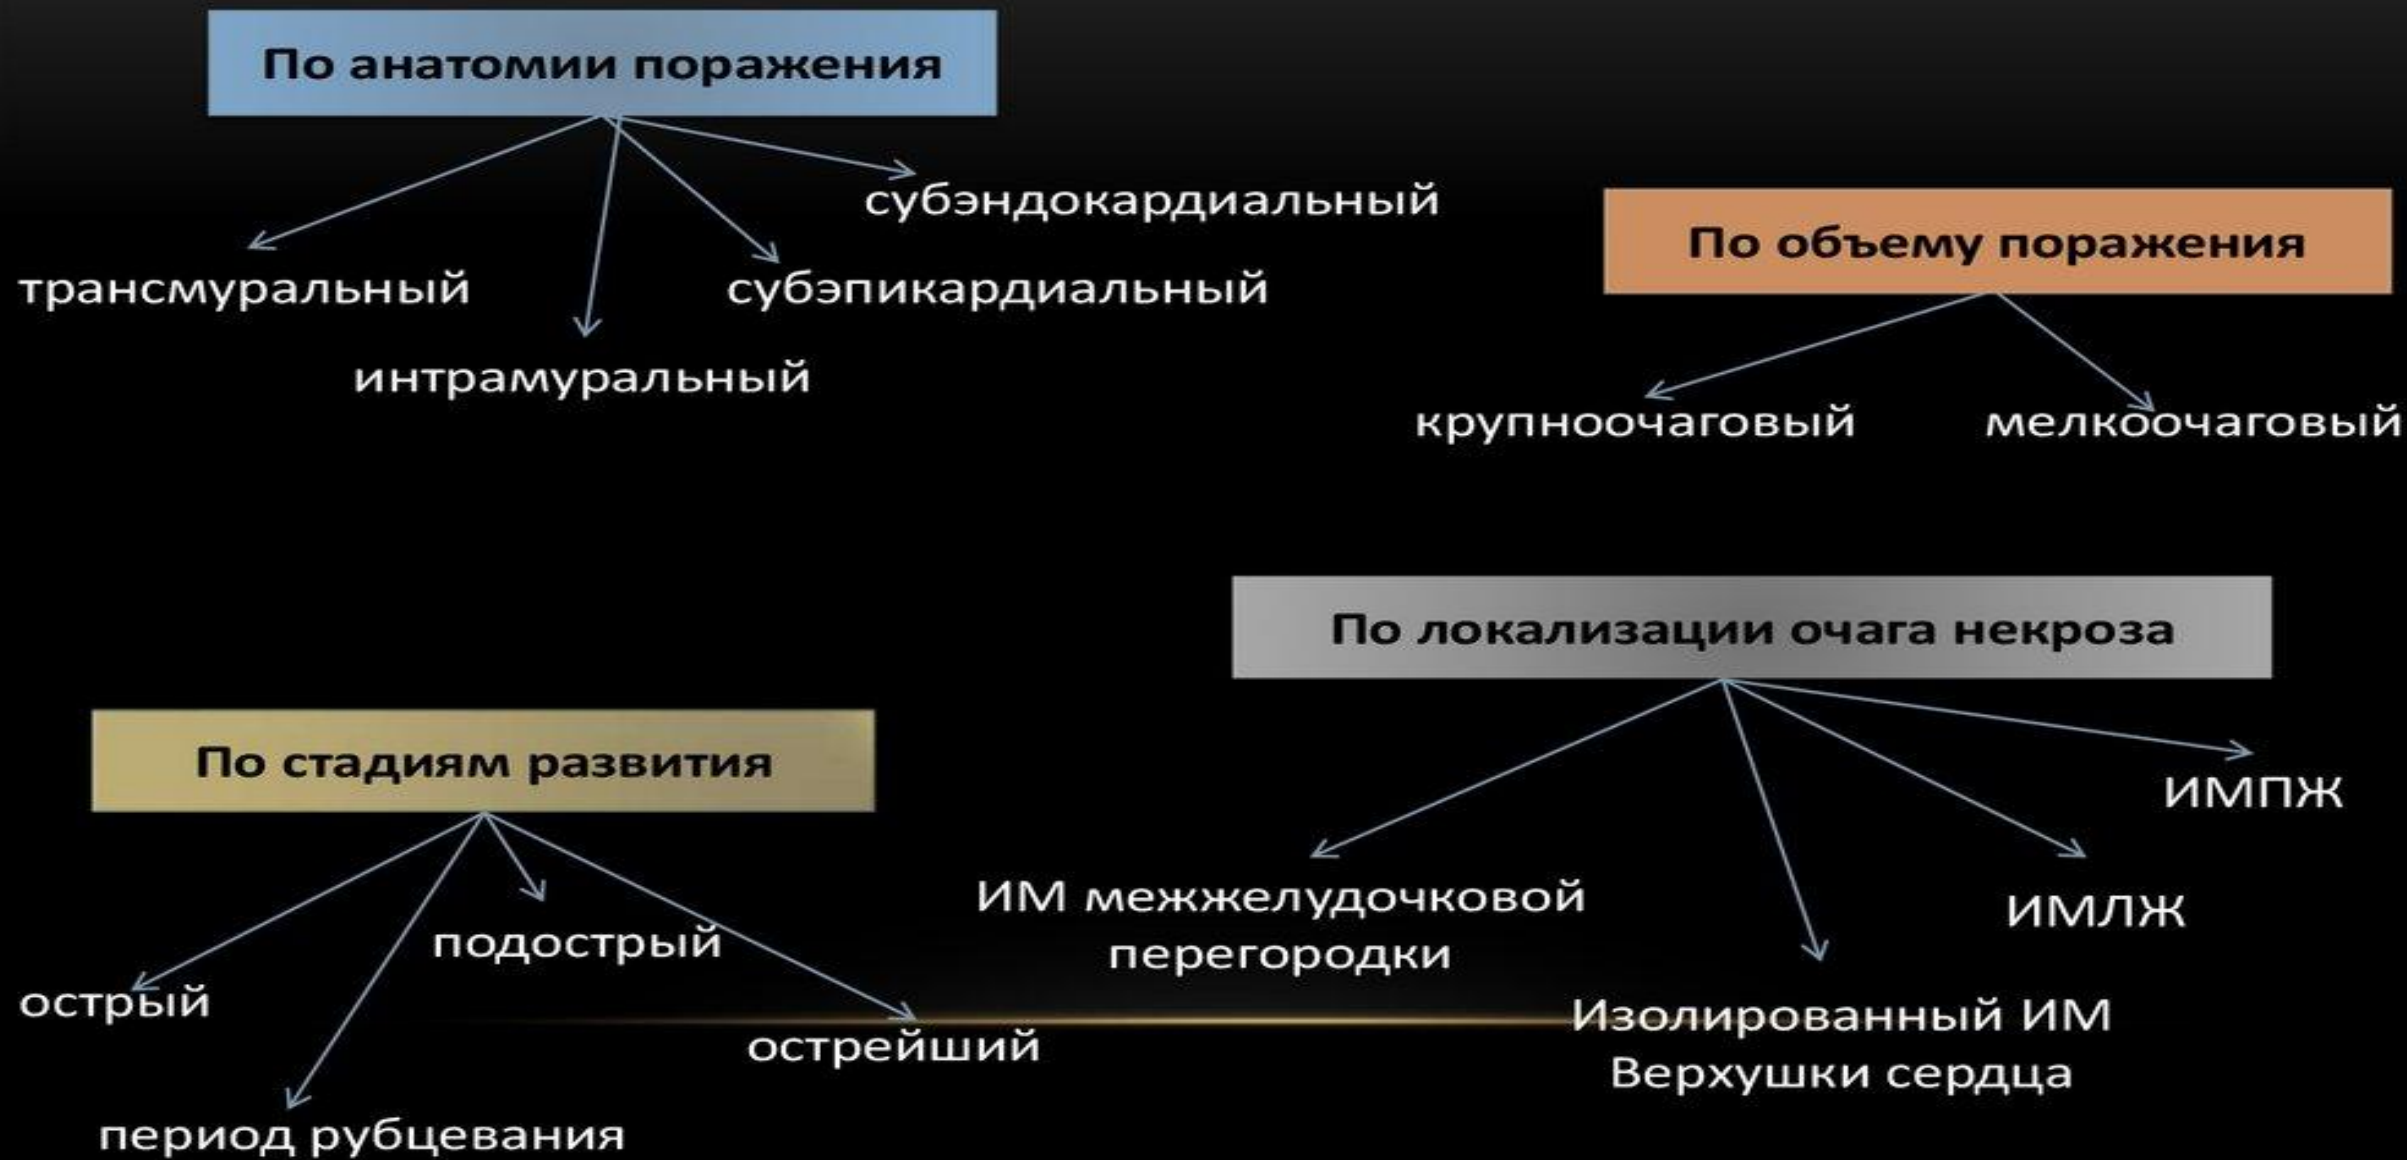 По анатомии поражения
субэндокардиальный
трансмуральный
субэпикардиальный
интрамуральный
По объему поражения
крупноочаговый
мелкоочаговый
По стадиям развития
подострый
острый
острейший
период рубцевания
По локализации очага некроза
ИМПЖ
ИМ межжелудочковой
перегородки
ИМЛЖ
Изолированный ИМ
Верхушки сердца